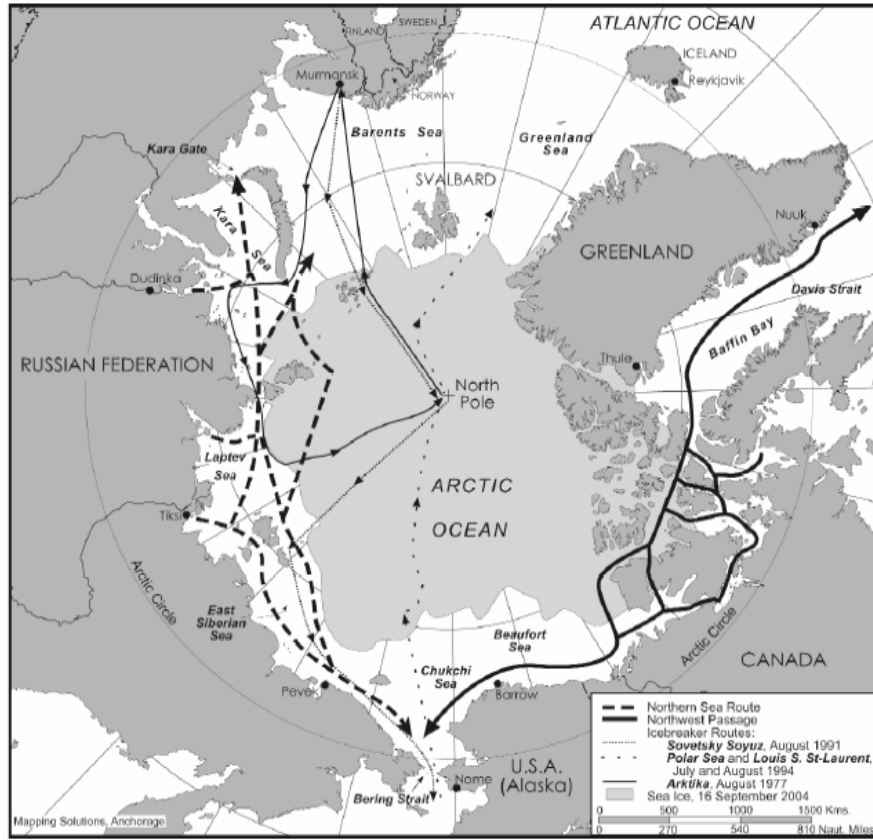 ATLANTIC OCEAN
SWEDEN
FINLAND
ICELAND
Murmansk
Reykjavik
NORWAY
Barents Sea
Greenland
Sea
Kara Gate
SVALBARD
Kara
Sea
Nuuk
GREENLAND
Dudinka
Davis Strait
Baffin Bay
RUSSIAN FEDERATION
Thule
North
Pole
Laptev
Sea
ARCTIC
OCEAN
Tiksi
Arctic Circle
East
Siberian
Sea
Beaufort
Sea
Arctic Circle
Chukchi
Sea
CANADA
Pevek
Barrow
Nome
U.S.A.
(Alaska)
Bering Strait
Northern Sea Route
Northwest Passage
Icebreaker Routes:
Sovetsky Soyuz, August 1991
Polar Sea and Louis S. St-Laurent,
July and August 1994
Arktika, August 1977
Sea Ice, 16 September 2004
0 500 1000 1500 Kms.
0 270 540 810 Naut. Miles
Mapping Solutions, Anchorage